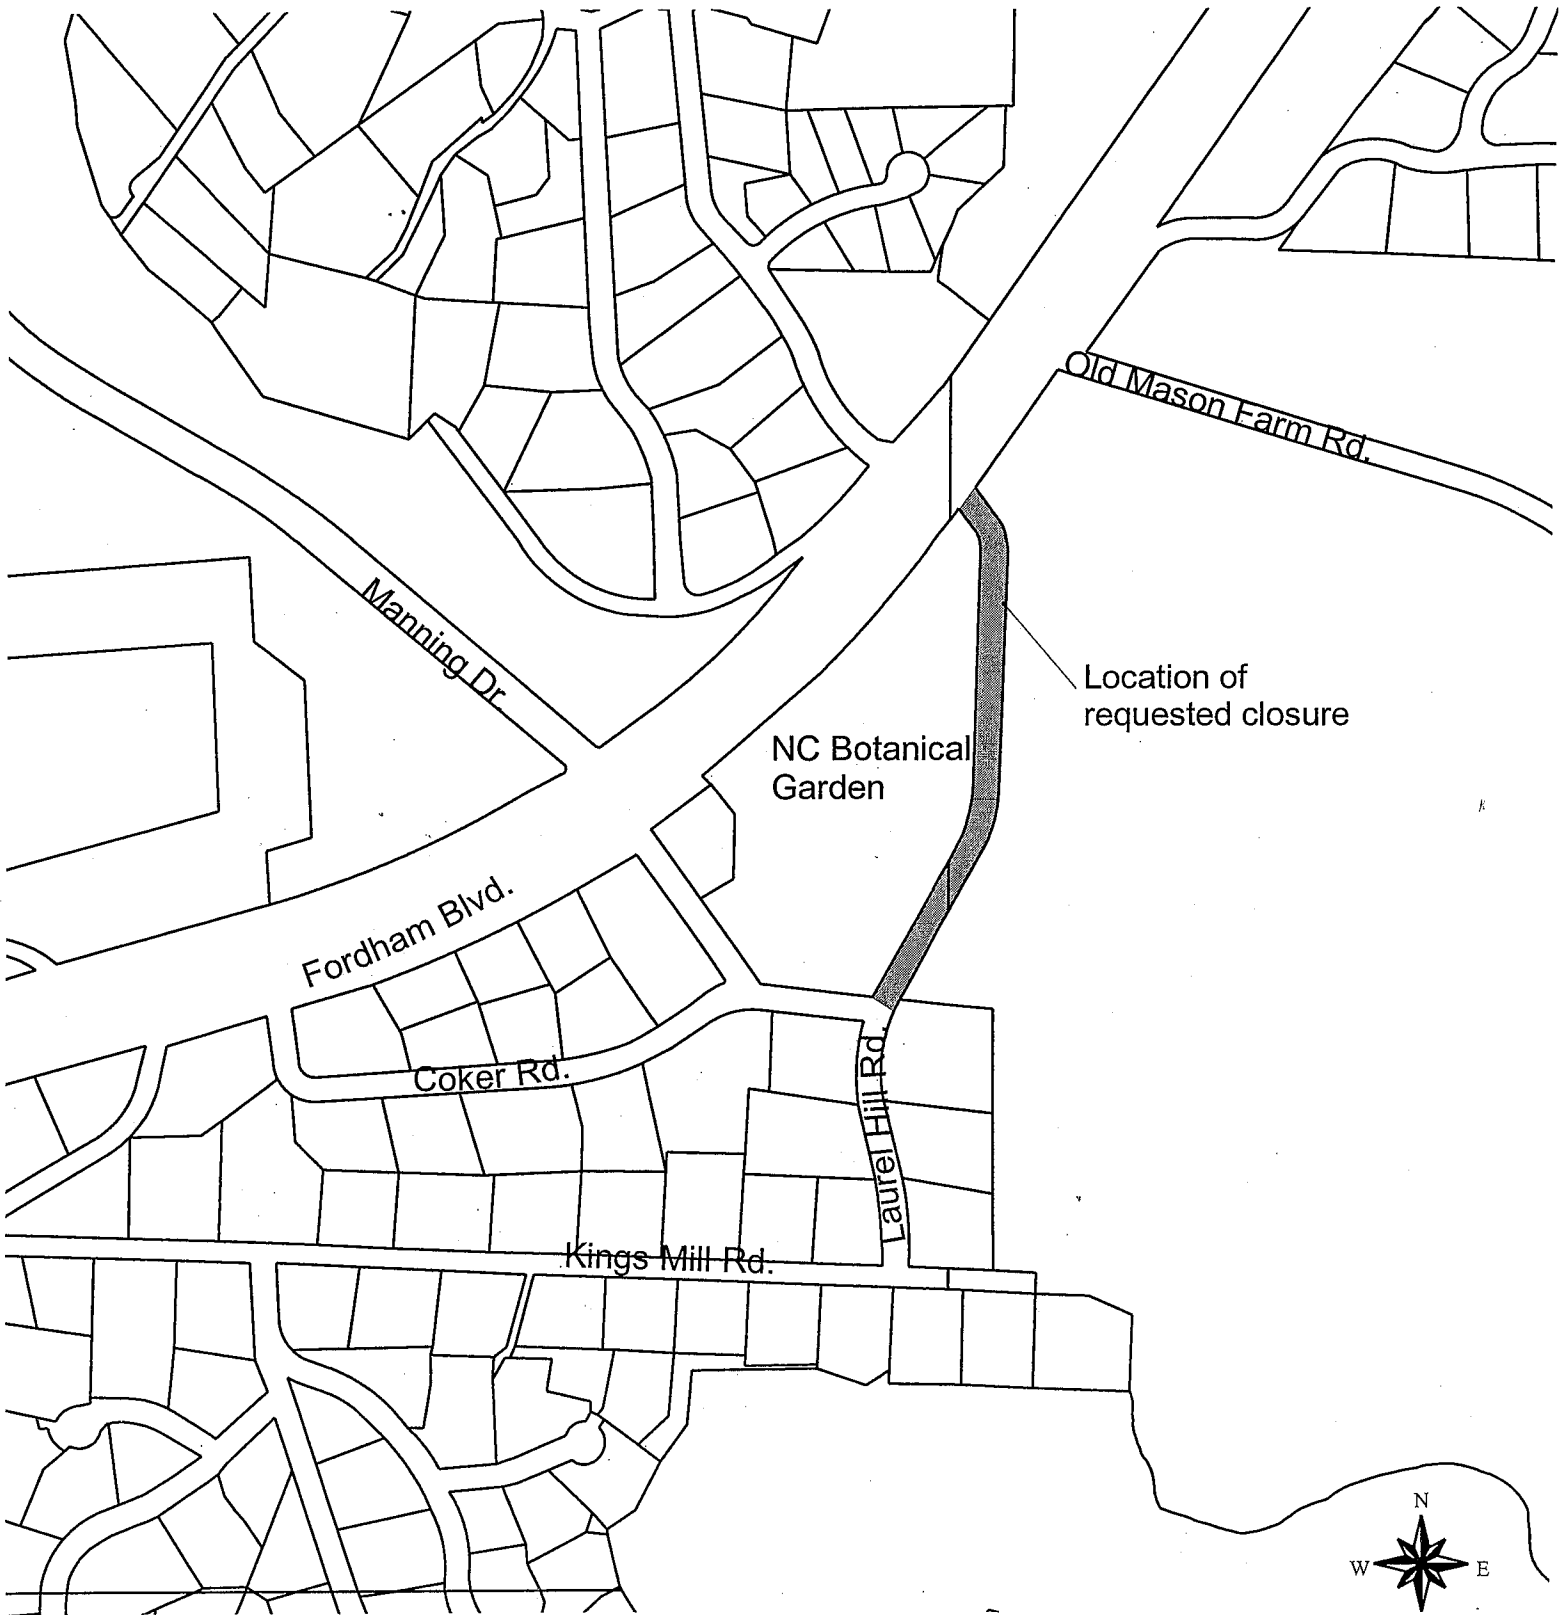 Old Mason Farm Rd.
Manning Dr.
Location of
requested closure
NC Botanical
Garden
Fordham Blvd.
Coker Rd.
Laurel Hill Rd.
Kings Mill Rd.
N
W
E
S